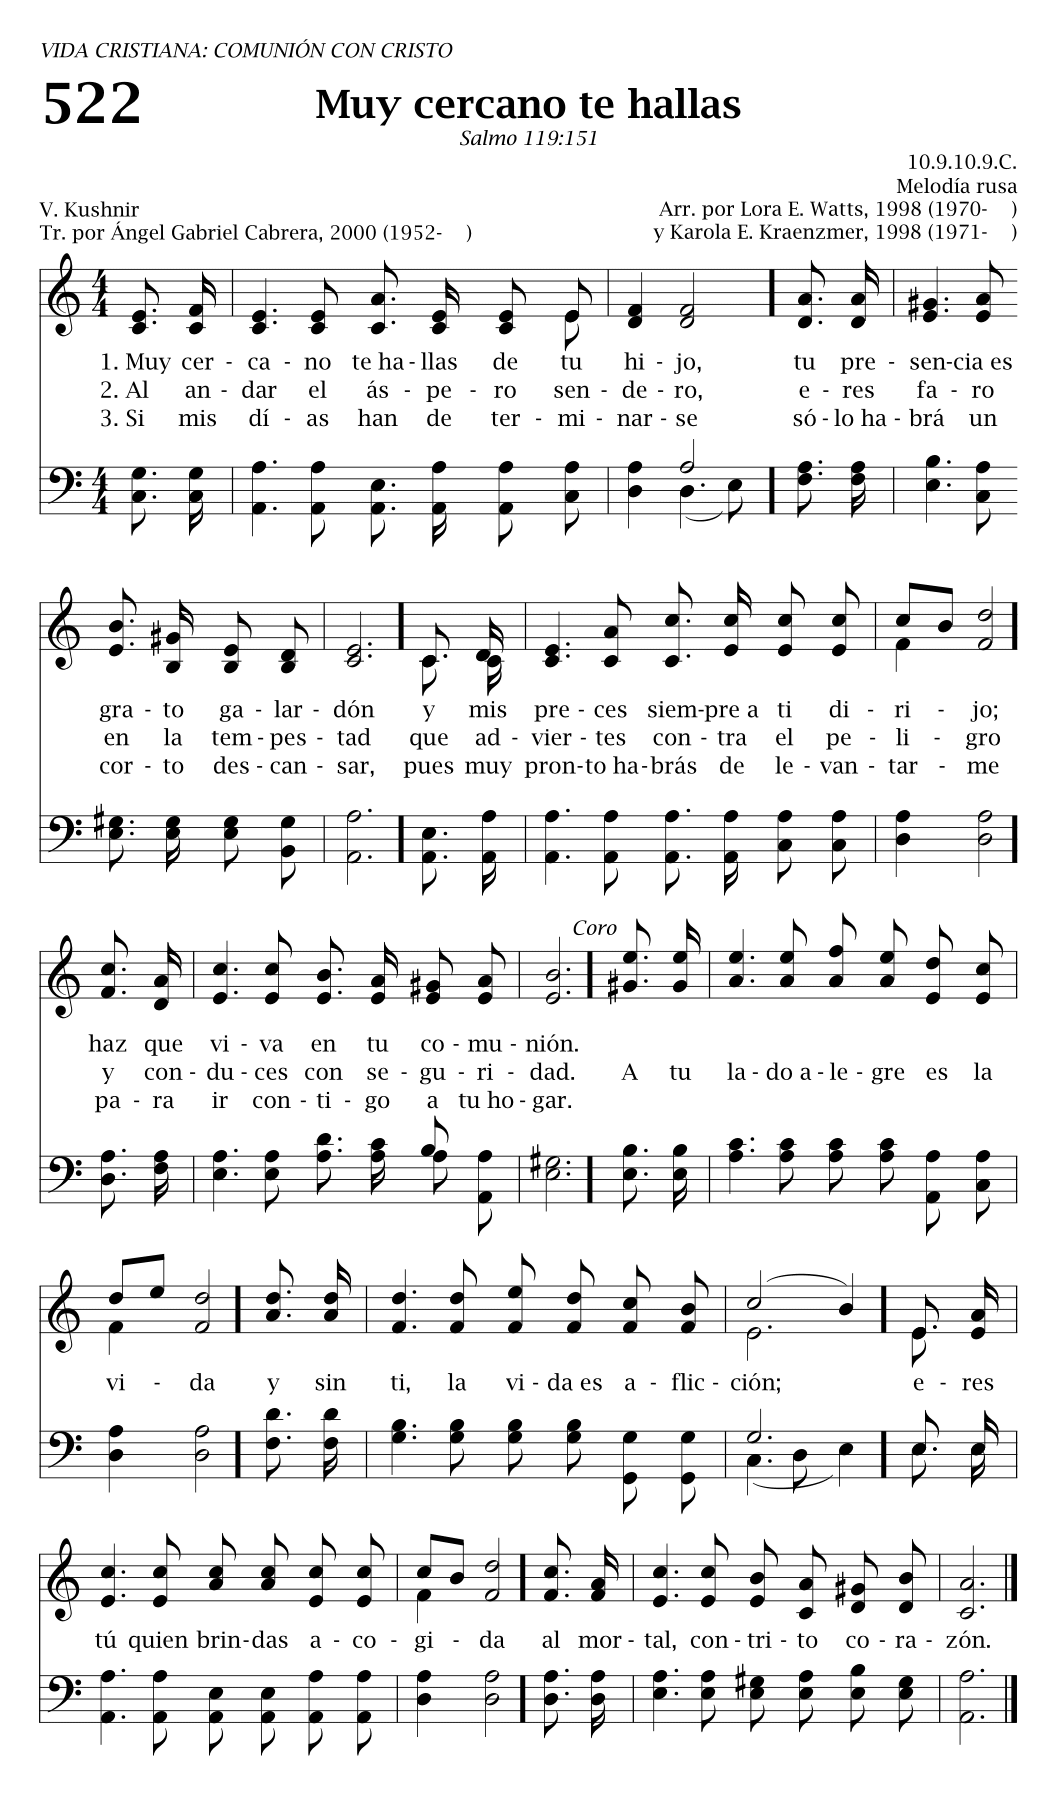 VIDA CRISTIANA: COMUNIÓN CON CRISTO
522
Muy cercano te hallas
Salmo 119:151
10.9.10.9.C.
Melodía rusa
V. Kushnir
Arr. por Lora E. Watts, 1998 (1970- )
Tr. por Ángel Gabriel Cabrera, 2000 (1952- )
y Karola E. Kraenzmer, 1998 (1971- )
1. Muy cer - ca - no te ha - llas de tu hi - jo, tu pre - sen-cia es
2. Al an - dar el ás - pe - ro sen - de - ro, e - res fa - ro
3. Si mis dí - as han de ter - mi - nar - se só - lo ha - brá un
gra - to ga - lar - dón y mis pre - ces siem-pre a ti di - ri - jo;
en la tem - pes - tad que ad - vier - tes con - tra el pe - li - gro
cor - to des - can - sar, pues muy pron-to ha-brás de le - van - tar - me
Coro
haz que vi - va en tu co - mu - nión.
y con - du - ces con se - gu - ri - dad. A tu la - do a - le - gre es la
pa - ra ir con - ti - go a tu ho - gar.
vi - da y sin ti, la vi - da es a - flic - ción; e - res
tú quien brin-das a - co - gi - da al mor - tal, con - tri - to co - ra - zón.